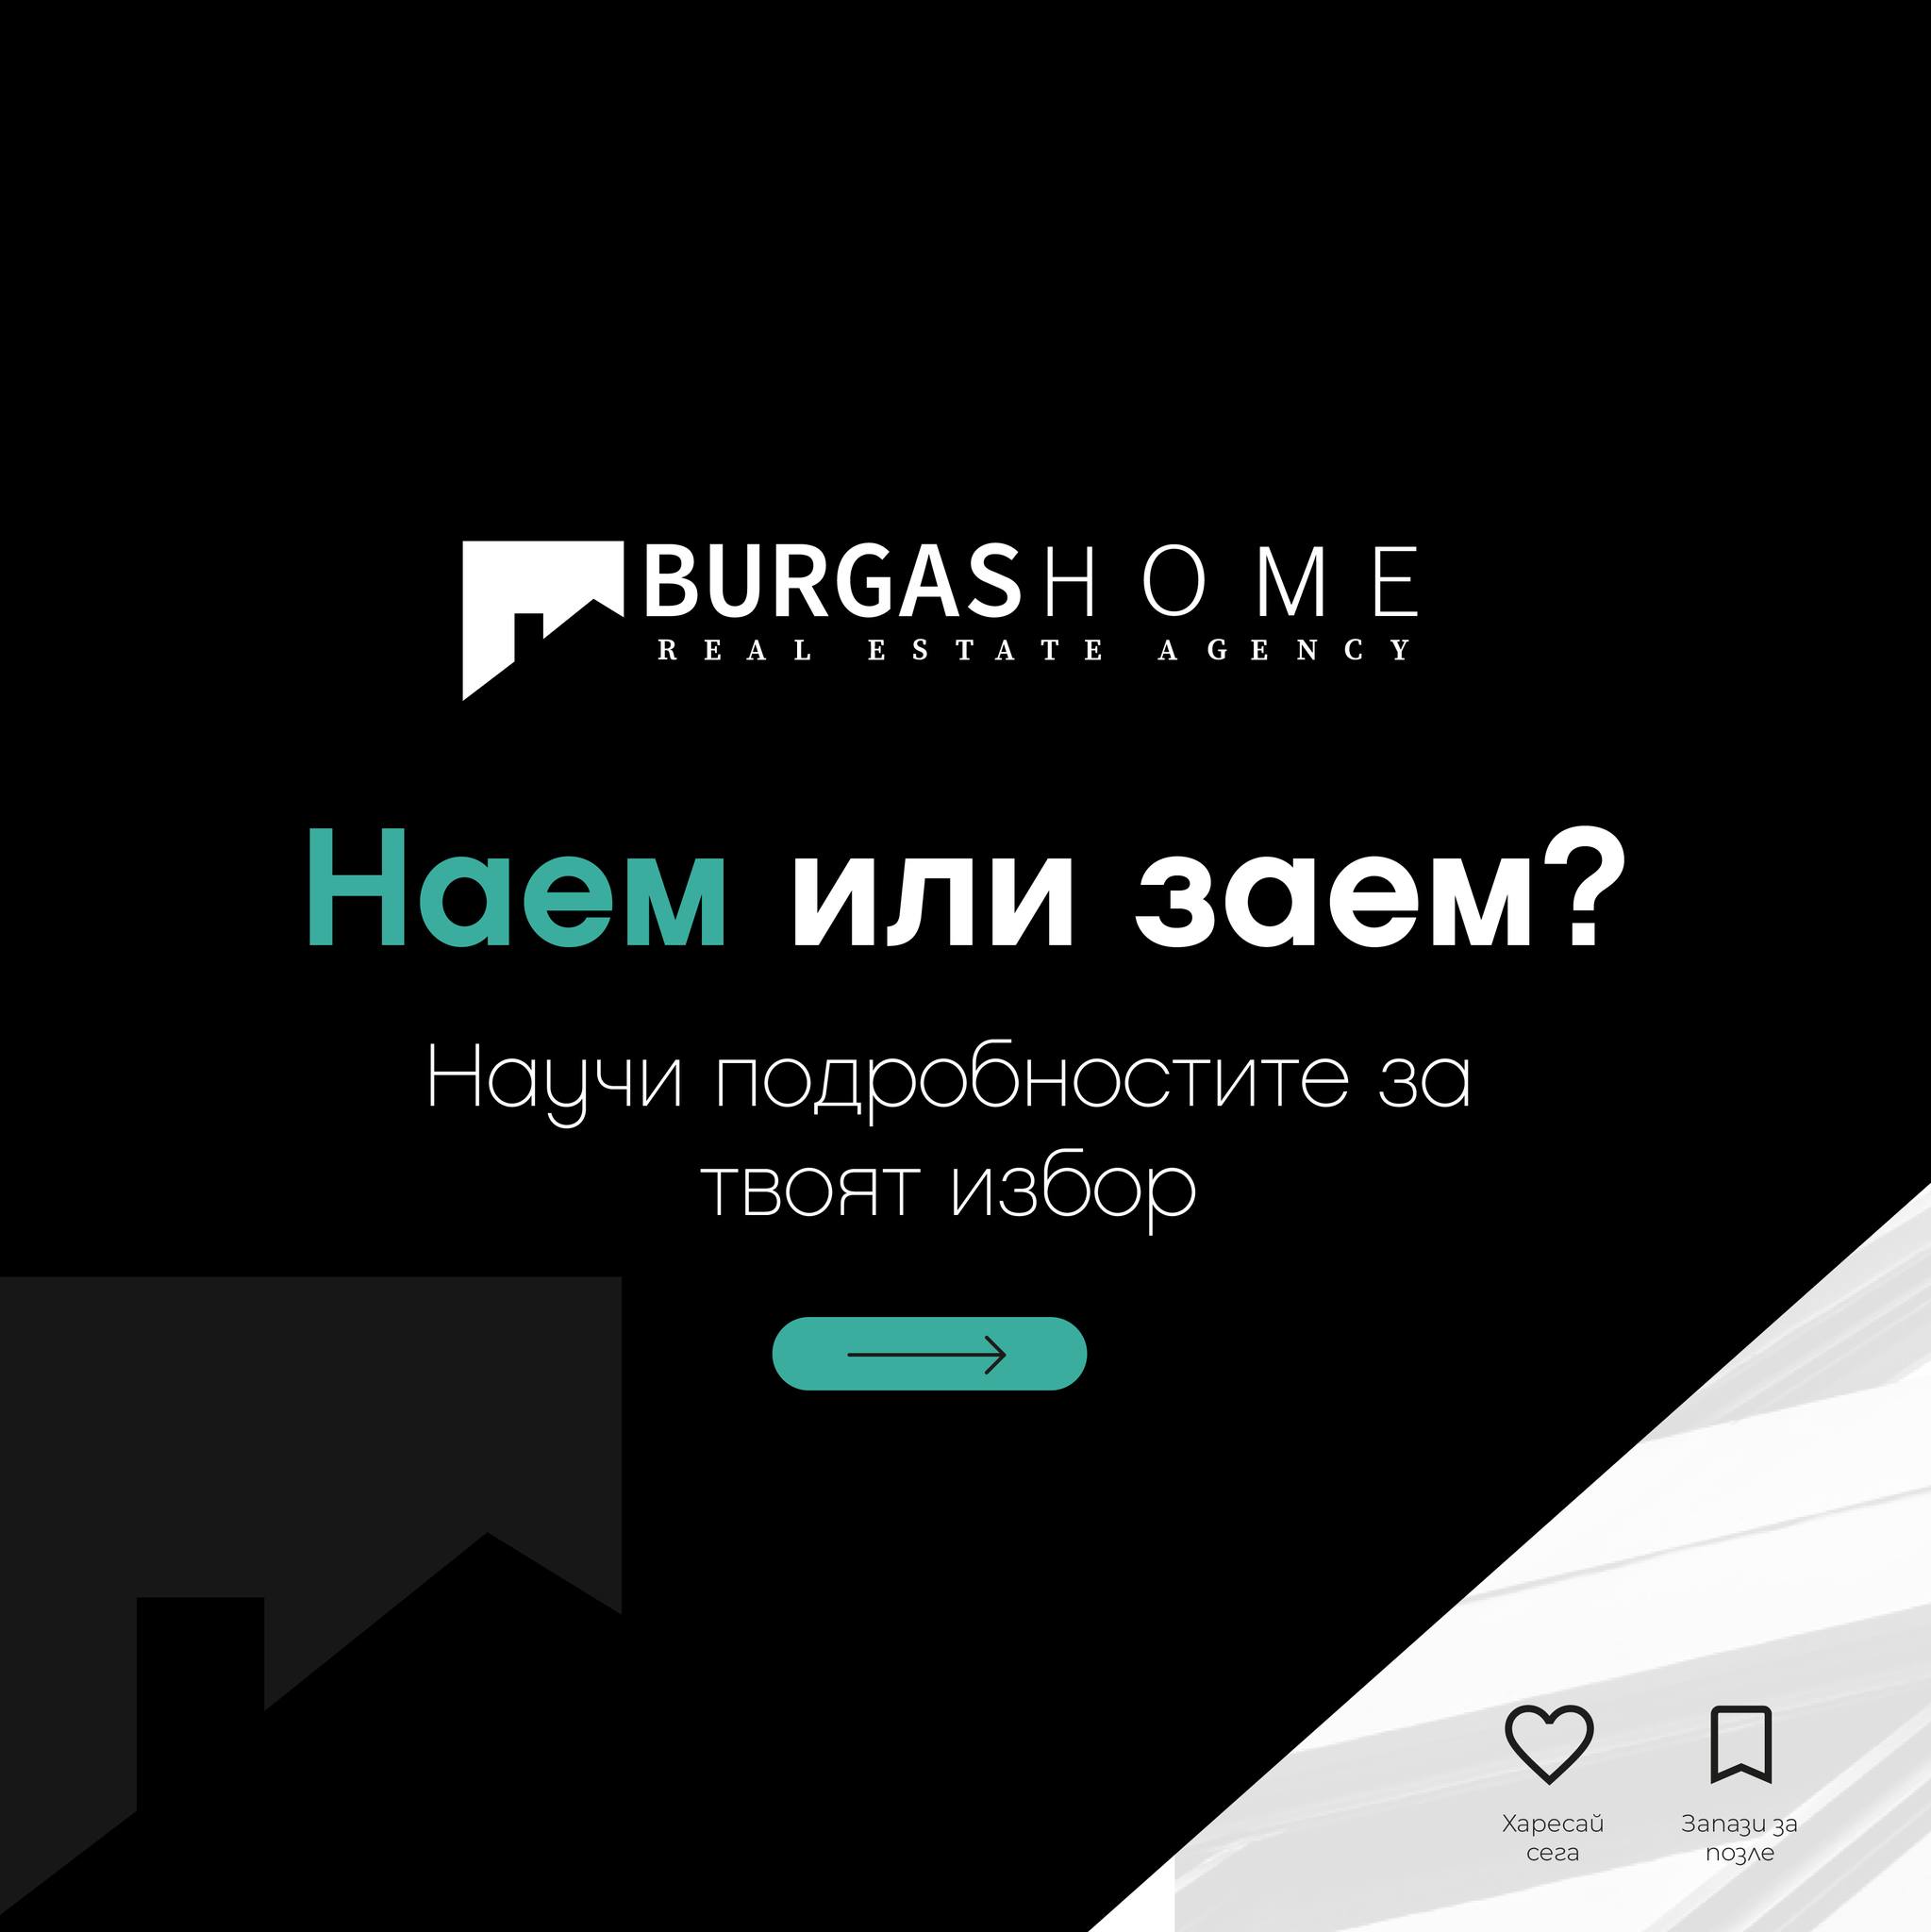 BURGASHOME
REAL ESTATE AGENCY
Наем или заем?
Научи подробностите за
твоят избор
Харесай
сега
Запази за
позле